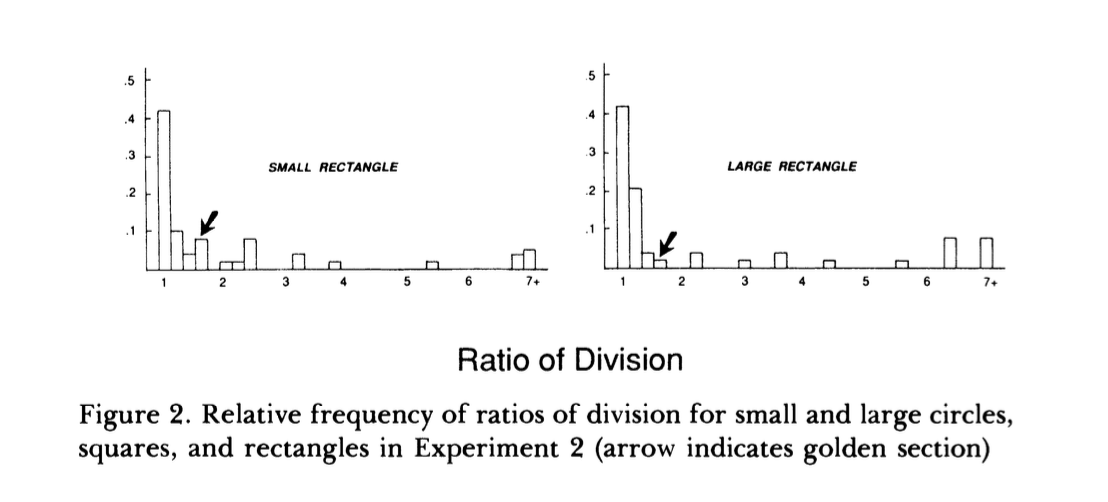 .5
.4
.3
.2
.1
SMALL RECTANGLE
1 2 3 4 5 6 7+
.5
.4
.3
.2
.1
LARGE RECTANGLE
1 2 3 4 5 6 7+
Ratio of Division
Figure 2. Relative frequency of ratios of division for small and large circles,
squares, and rectangles in Experiment 2 (arrow indicates golden section)